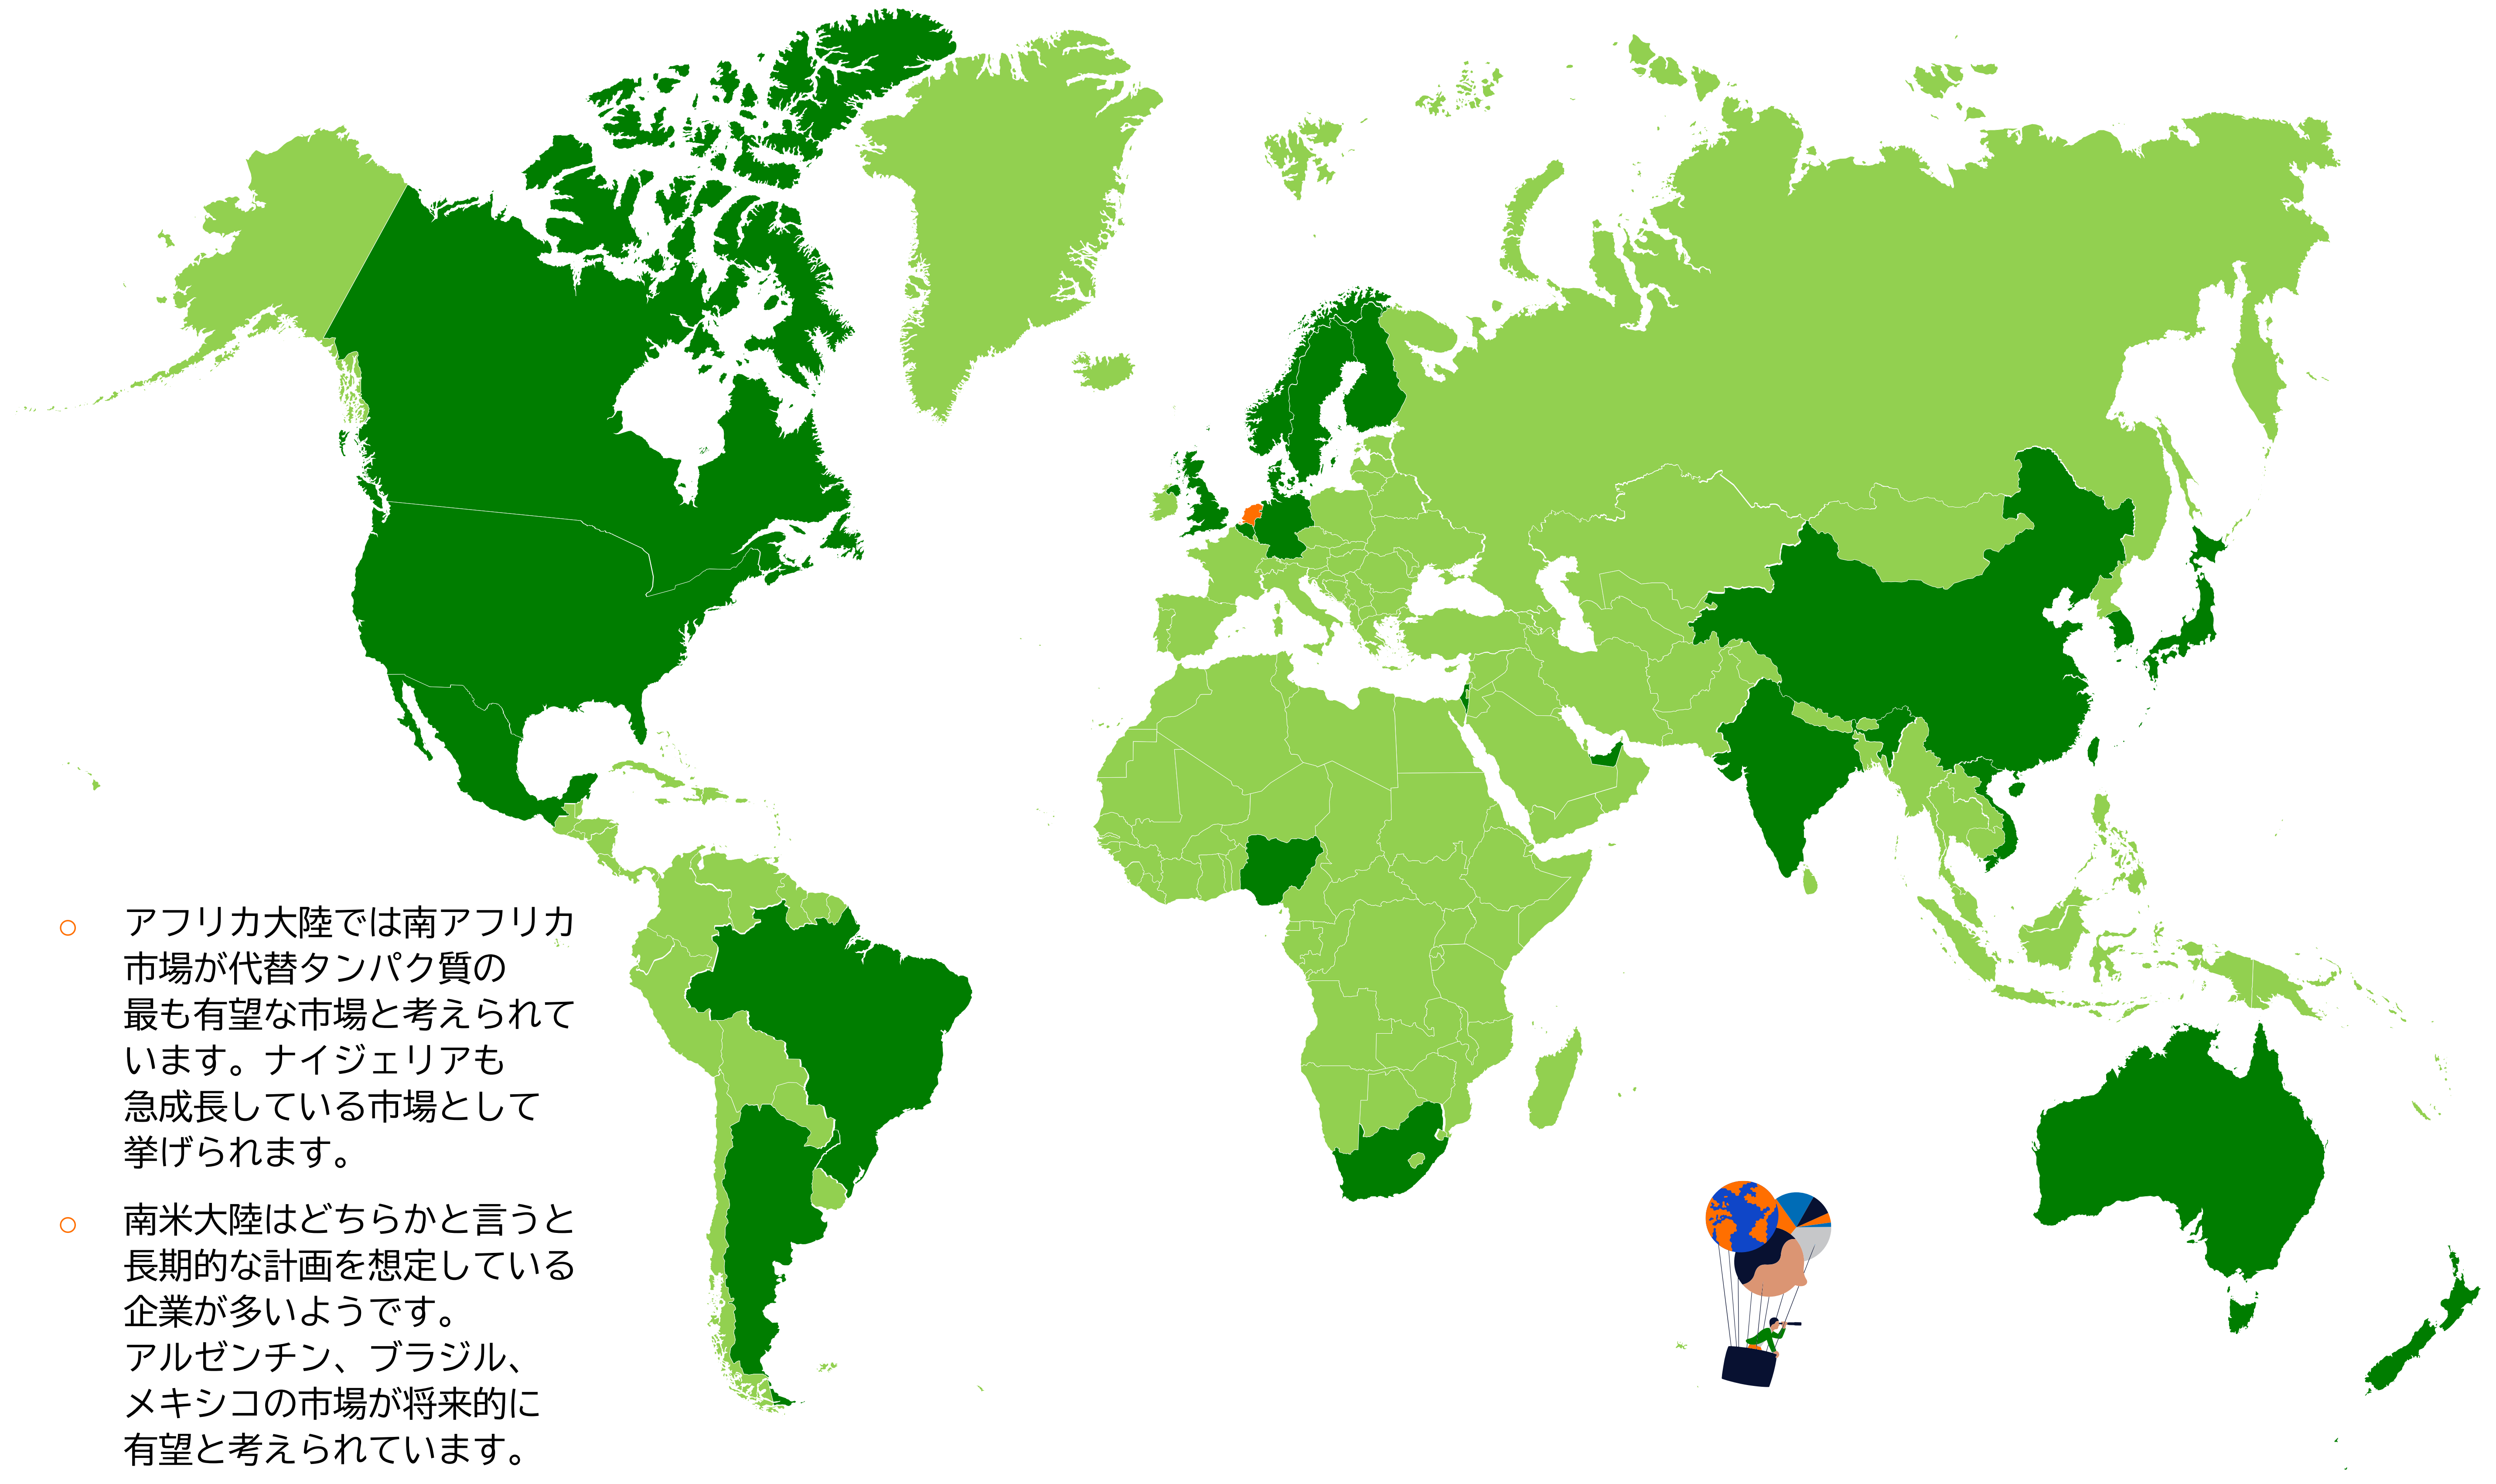 アフリカ大陸では南アフリカ
市場が代替タンパク質の
最も有望な市場と考えられて
います。ナイジェリアも
急成長している市場として
挙げられます。
南米大陸はどちらかと言うと
長期的な計画を想定している
企業が多いようです。
アルゼンチン、ブラジル、
メキシコの市場が将来的に
有望と考えられています。